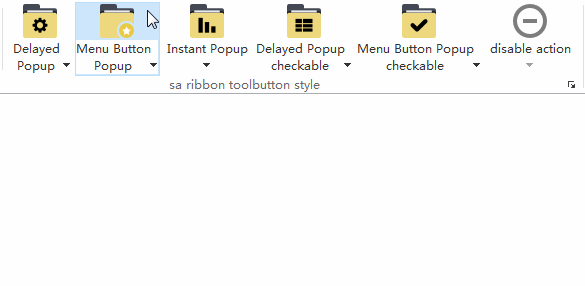 Delayed
Popup
Menu Button
Popup
Instant Popup
Delayed Popup
checkable
Menu Button Popup
checkable
disable action
sa ribbon toolbutton style